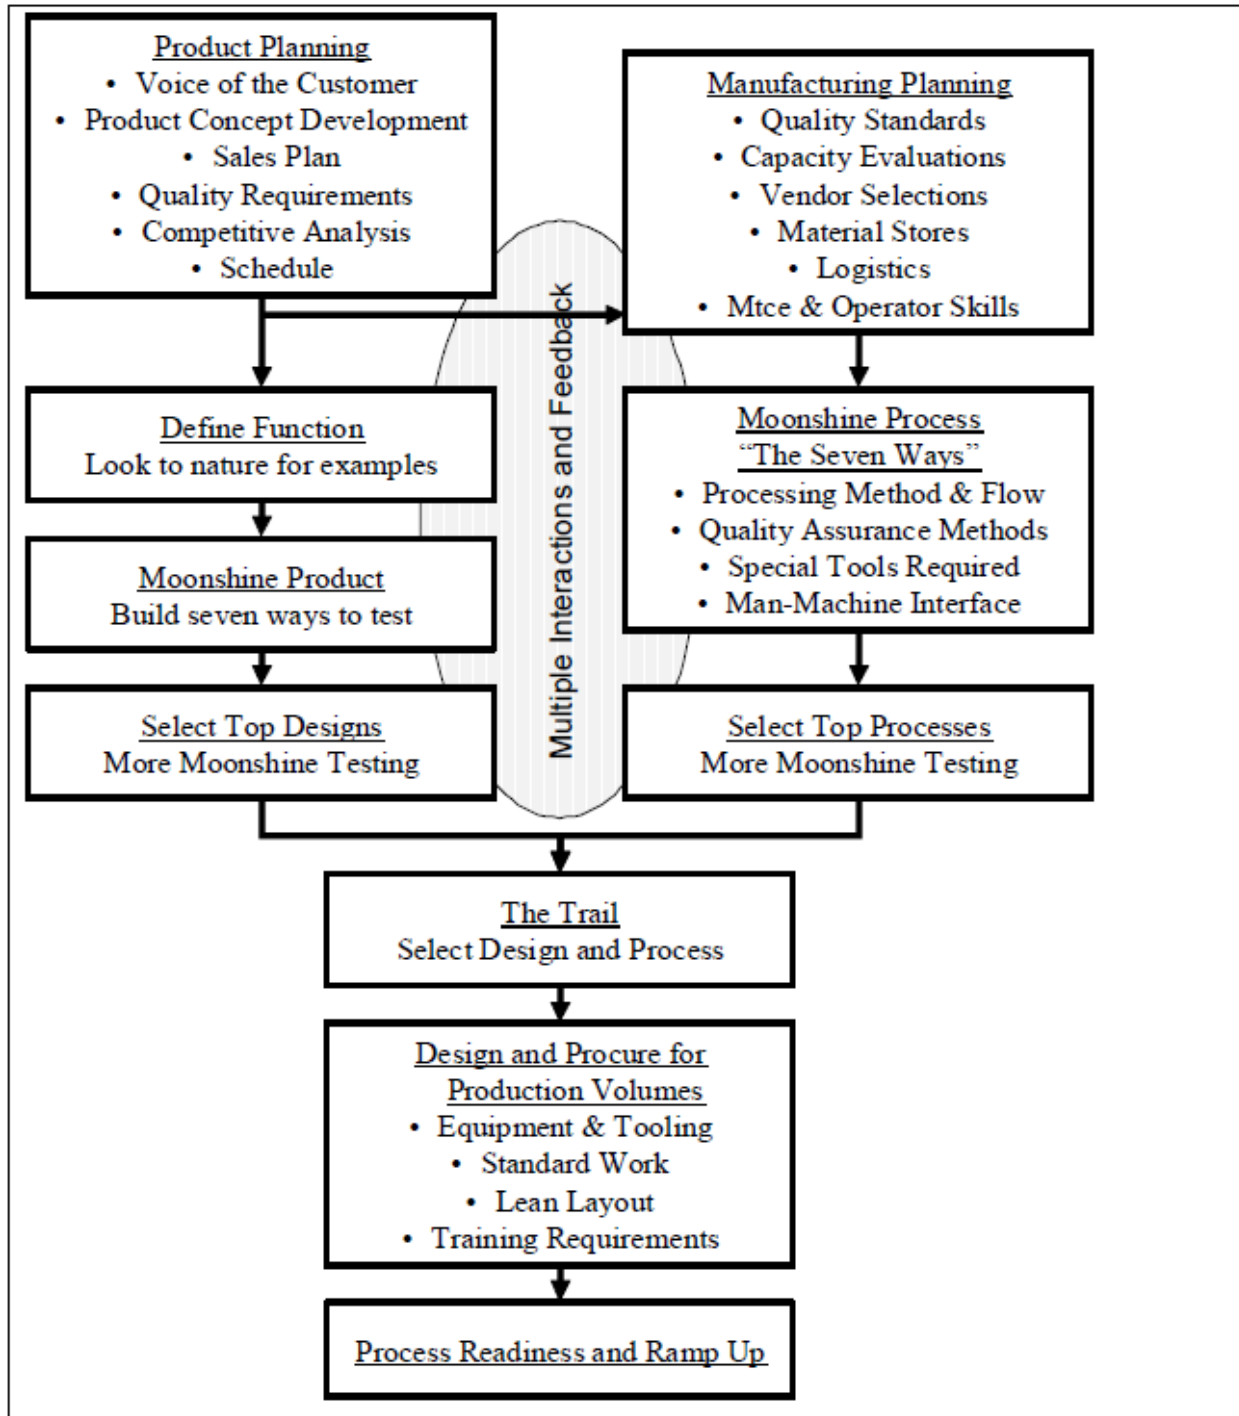 Product Planning
• Voice of the Customer
• Product Concept Development
• Sales Plan
• Quality Requirements
• Competitive Analysis
• Schedule
Manufacturing Planning
• Quality Standards
• Capacity Evaluations
• Vendor Selections
• Material Stores
• Logistics
• Mtce & Operator Skills
Multiple Interactions and Feedback
Define Function
Look to nature for examples
Moonshine Product
Build seven ways to test
Select Top Designs
More Moonshine Testing
Moonshine Process
“The Seven Ways”
• Processing Method & Flow
• Quality Assurance Methods
• Special Tools Required
• Man-Machine Interface
Select Top Processes
More Moonshine Testing
The Trail
Select Design and Process
Design and Procure for
Production Volumes
• Equipment & Tooling
• Standard Work
• Lean Layout
• Training Requirements
Process Readiness and Ramp Up